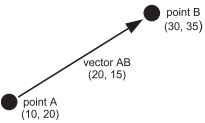 point B
(30, 35)
vector AB
(20, 15)
point A
(10, 20)